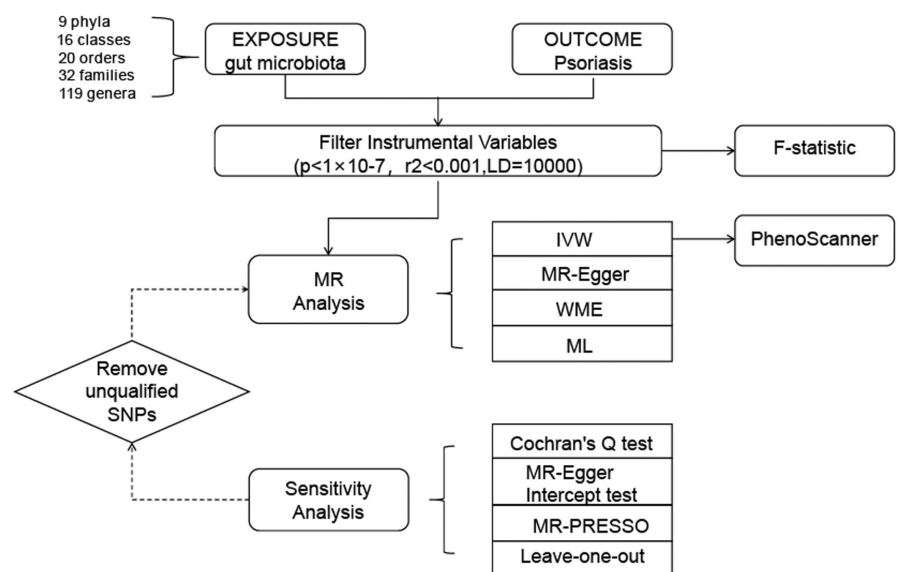 9 phyla
16 classes
20 orders
32 families
119 genera
EXPOSURE
gut microbiota
OUTCOME
Psoriasis
Filter Instrumental Variables
(p<1×10-7, r2<0.001,LD=10000)
F-statistic
IVW
PhenoScanner
MR-Egger
MR
Analysis
WME
ML
Remove
unqualified
SNPs
Cochran's Q test
MR-Egger
Intercept test
Sensitivity
Analysis
MR-PRESSO
Leave-one-out